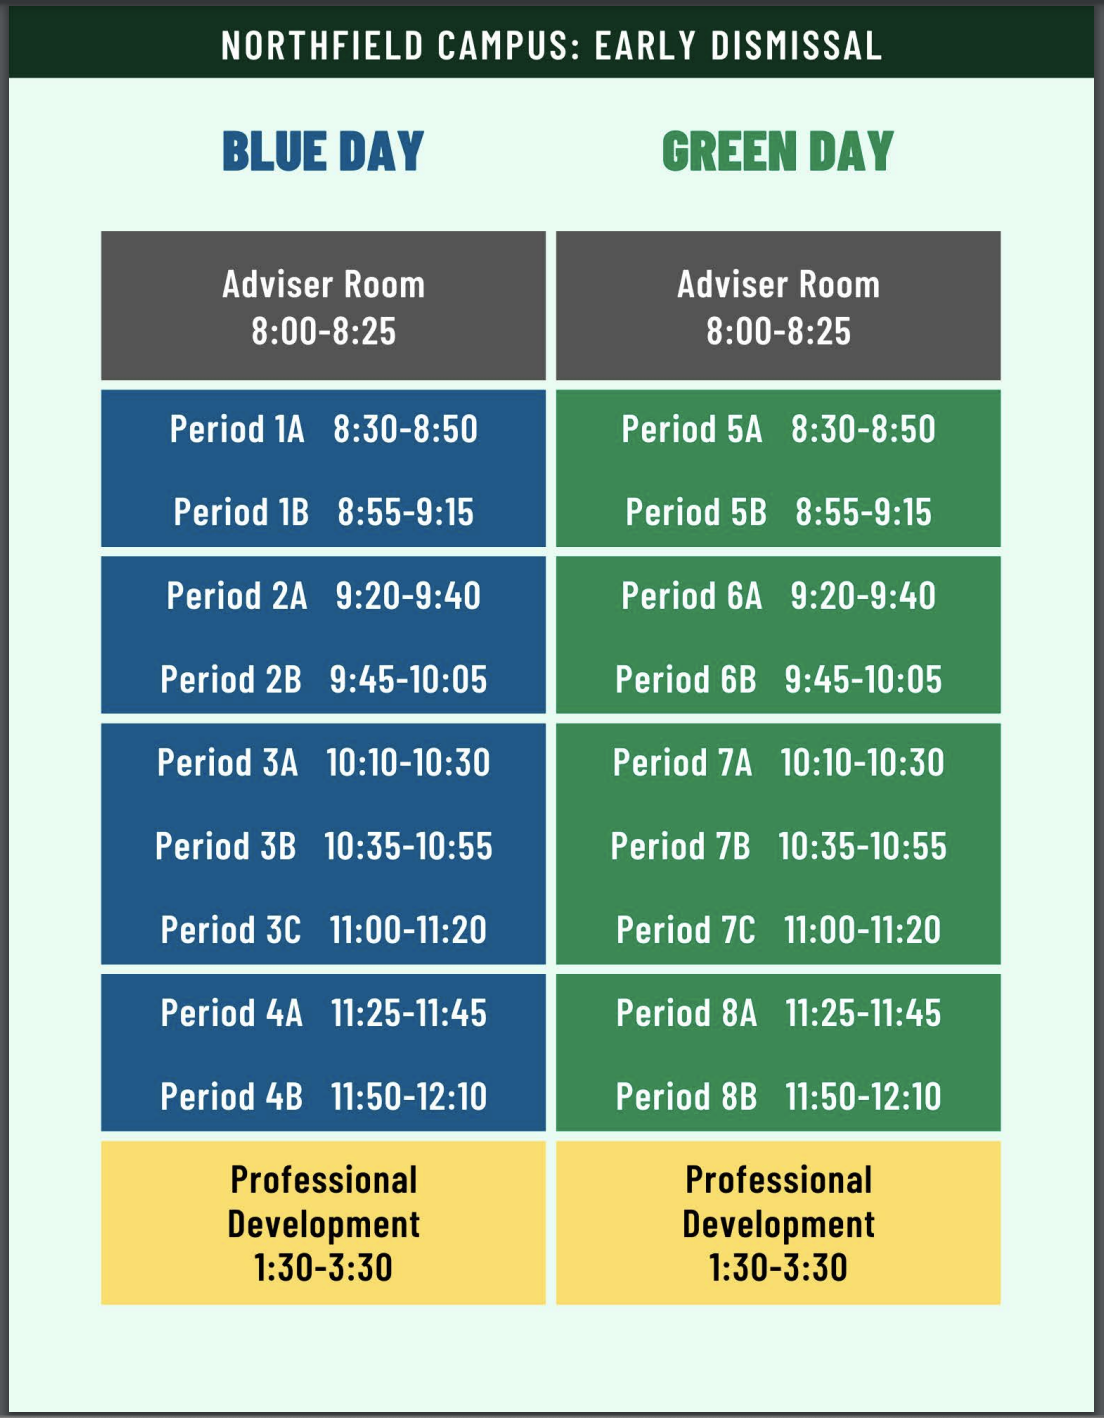 NORTHFIELD CAMPUS: EARLY DISMISSAL
BLUE DAY
Adviser Room
8:00-8:25
Period 1A 8:30-8:50
Period 1B 8:55-9:15
Period 2A 9:20-9:40
Period 2B 9:45-10:05
Period 3A 10:10-10:30
Period 3B 10:35-10:55
Period 3C 11:00-11:20
Period 4A 11:25-11:45
Period 4B 11:50-12:10
Professional
Development
1:30-3:30
GREEN DAY
Adviser Room
8:00-8:25
Period 5A 8:30-8:50
Period 5B 8:55-9:15
Period 6A 9:20-9:40
Period 6B 9:45-10:05
Period 7A 10:10-10:30
Period 7B 10:35-10:55
Period 7C 11:00-11:20
Period 8A 11:25-11:45
Period 8B 11:50-12:10
Professional
Development
1:30-3:30